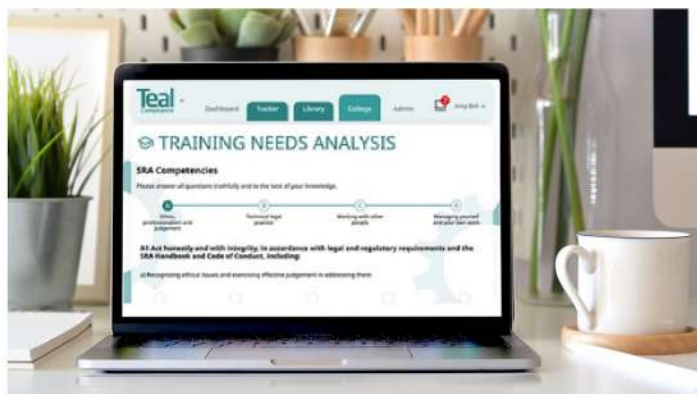 Teal
Compliance
Dashboard Tracker Library College Admin 2 Amy Bell
TRAINING NEEDS ANALYSIS
SRA Competencies
Please answer all questions truthfully and to the best of your knowledge.
A B C D
Ethics, Technical legal Working with other Managing yourself
professionalism and practice people and your own work
judgement
A1 Act honestly and with integrity, in accordance with legal and regulatory requirements and the
SRA Handbook and Code of Conduct, including:
a) Recognising ethical issues and exercising effective judgement in addressing them